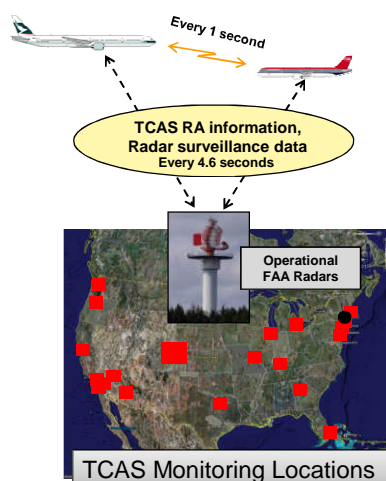 Every 1 second
TCAS RA information,
Radar surveillance data
Every 4.6 seconds
Operational
FAA Radars
TCAS Monitoring Locations